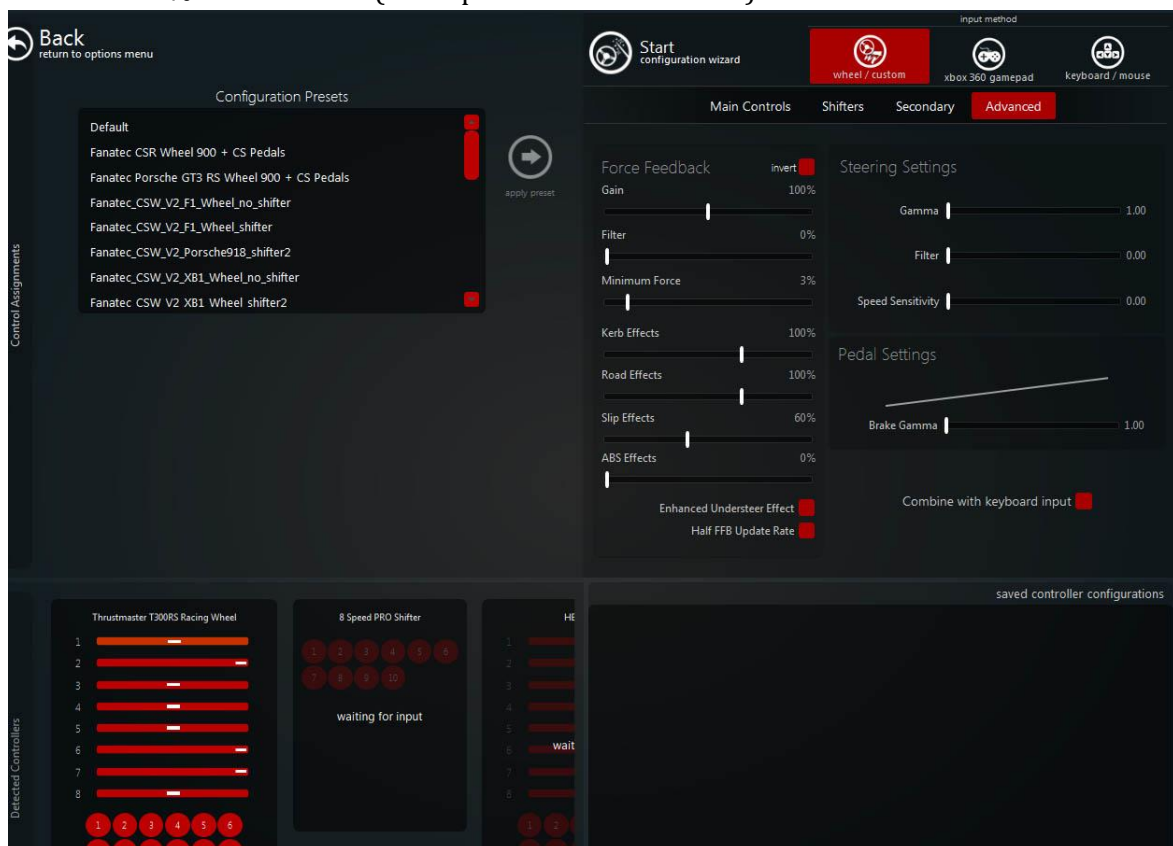 Back
return to options menu
Configuration Presets
Default
Fanatec CSR Wheel 900 + CS Pedals
Fanatec Porsche GT3 RS Wheel 900 + CS Pedals
Fanatec_CSW_V2_F1_Wheel_no_shifter
Fanatec_CSW_V2_F1_Wheel_shifter
Fanatec_CSW_V2_Porsche918_shifter2
Fanatec_CSW_V2_XB1_Wheel_no_shifter
Fanatec CSW V2 XB1 Wheel shifter2
apply preset
Control Assignments
Start
configuration wizard
input method
wheel / custom
xbox 360 gamepad
keyboard / mouse
Main Controls Shifters Secondary Advanced
Force Feedback
invert
Gain 100%
Filter 0%
Minimum Force 3%
Kerb Effects 100%
Road Effects 100%
Slip Effects 60%
ABS Effects 0%
Enhanced Understeer Effect
Half FFB Update Rate
Steering Settings
Gamma 1.00
Filter 0.00
Speed Sensitivity 0.00
Pedal Settings
Brake Gamma 1.00
Combine with keyboard input
Detected Controllers
Thrustmaster T300RS Racing Wheel
1
2
3
4
5
6
7
8
1 2 3 4 5 6
8 Speed PRO Shifter
1 2 3 4 5 6
7 8 9 10
waiting for input
HE
1
2
3
4
5
6 wait
7
8
1 2
saved controller configurations